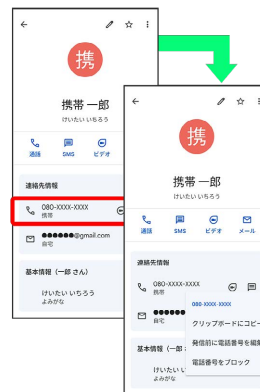 携
携帯 一郎
けいたい いちろう
通話 SMS ビデオ
連絡先情報
080-XXXX-XXXX
携帯
●●●●●●@gmail.com
自宅
基本情報（一郎 さん）
けいたい いちろう
よみがな
携
携帯 一郎
けいたい いちろう
通話 SMS ビデオ メール
連絡先情報
080-XXXX-XXXX
携帯
080-XXXX-XXXX
●●●●●
自宅
クリップボードにコピー
発信前に電話番号を編集
基本情報（一郎
電話番号をブロック
けいたい い
よみがな